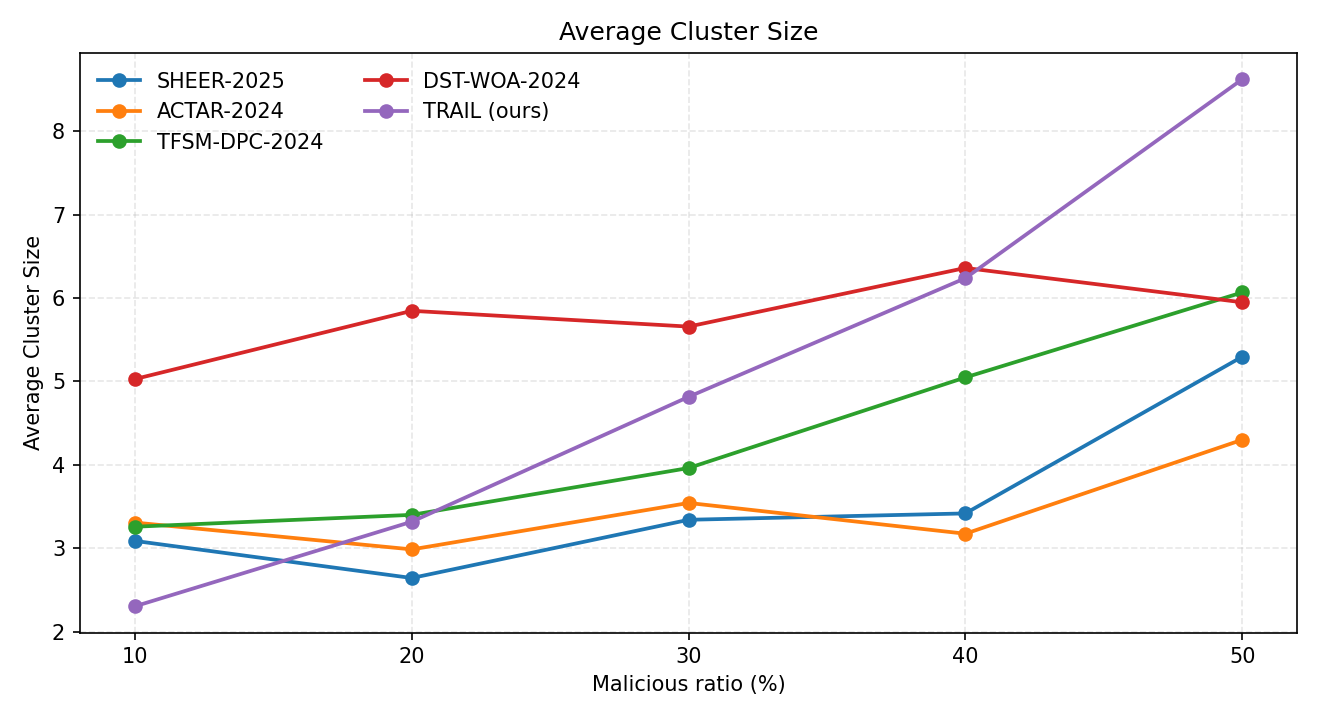 Average Cluster Size
SHEER-2025
ACTAR-2024
TFSM-DPC-2024
DST-WOA-2024
TRAIL (ours)
Average Cluster Size
8
7
6
5
4
3
2
10 20 30 40 50
Malicious ratio (%)